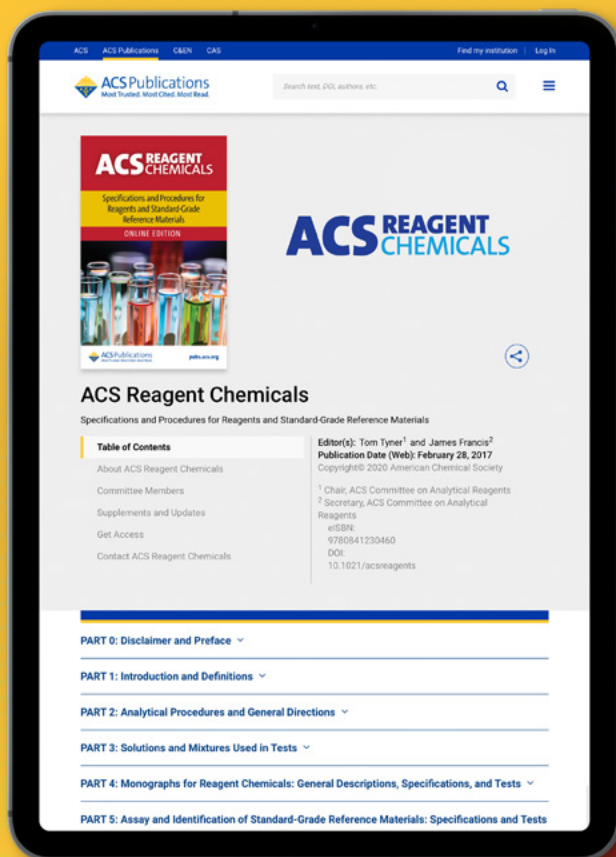 ACS ACS Publications C&EN CAS Find my institution Log In
ACS Publications
Most Trusted. Most Cited. Most Read.
Search text, DOI, authors, etc.
ACS REAGENT
CHEMICALS
Specifications and Procedures for
Reagents and Standard-Grade
Reference Materials
ONLINE EDITION
ACS Publications
pubs.acs.org
ACS REAGENT
CHEMICALS
ACS Reagent Chemicals
Specifications and Procedures for Reagents and Standard-Grade Reference Materials
Table of Contents
About ACS Reagent Chemicals
Committee Members
Supplements and Updates
Get Access
Contact ACS Reagent Chemicals
Editor(s): Tom Tyner1 and James Francis2
Publication Date (Web): February 28, 2017
Copyright© 2020 American Chemical Society
1 Chair, ACS Committee on Analytical Reagents
2 Secretary, ACS Committee on Analytical
Reagents
eISBN:
9780841230460
DOI:
10.1021/acsreagents
PART 0: Disclaimer and Preface
PART 1: Introduction and Definitions
PART 2: Analytical Procedures and General Directions
PART 3: Solutions and Mixtures Used in Tests
PART 4: Monographs for Reagent Chemicals: General Descriptions, Specifications, and Tests
PART 5: Assay and Identification of Standard-Grade Reference Materials: Specifications and Tests